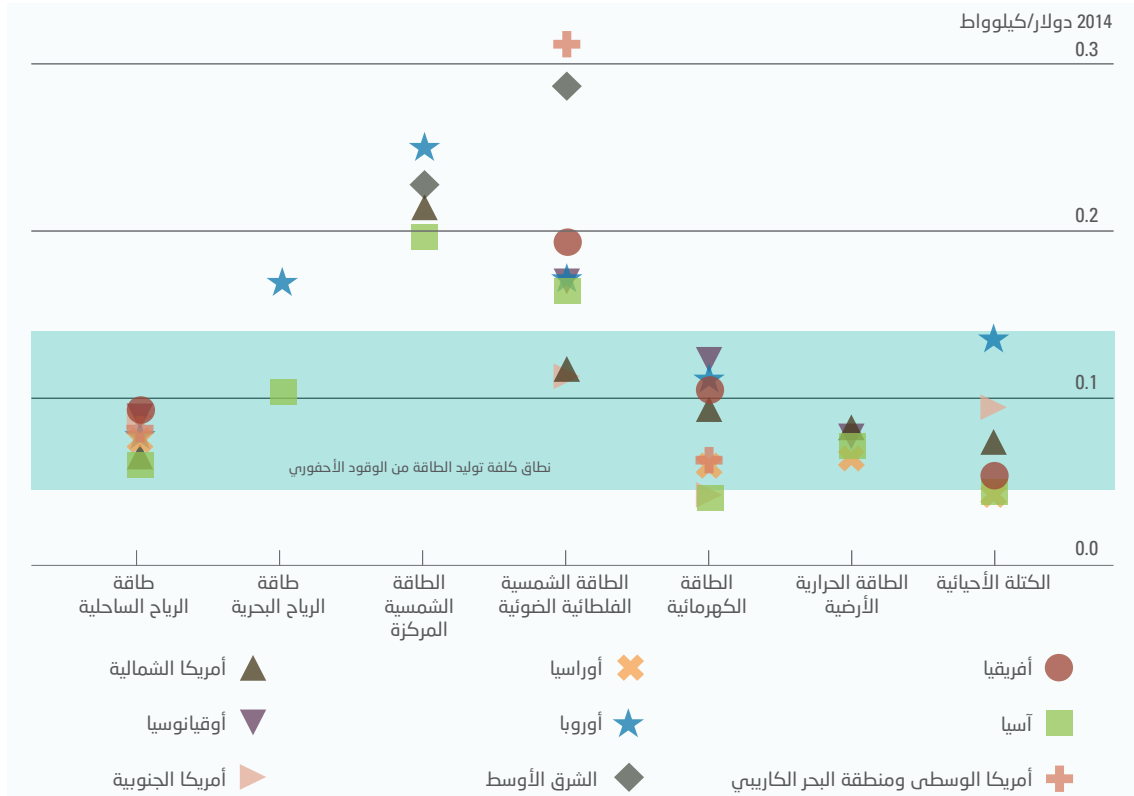 2014 دولار/كيلوواط
0.3
0.2
0.1
نطاق كلفة توليد الطاقة من الوقود الأحفوري
0.0
الكتلة الأحيائية
الطاقة الحرارية
الأرضية
الطاقة
الكهرمائية
الطاقة الشمسية
الفلطائية الضوئية
الطاقة
الشمسية
المركزة
طاقة
الرياح البحرية
طاقة
الرياح الساحلية
أفريقيا
أوراسيا
أمريكا الشمالية
آسيا
أوروبا
أوقيانوسيا
أمريكا الوسطى ومنطقة البحر الكاريبي
الشرق الأوسط
أمريكا الجنوبية